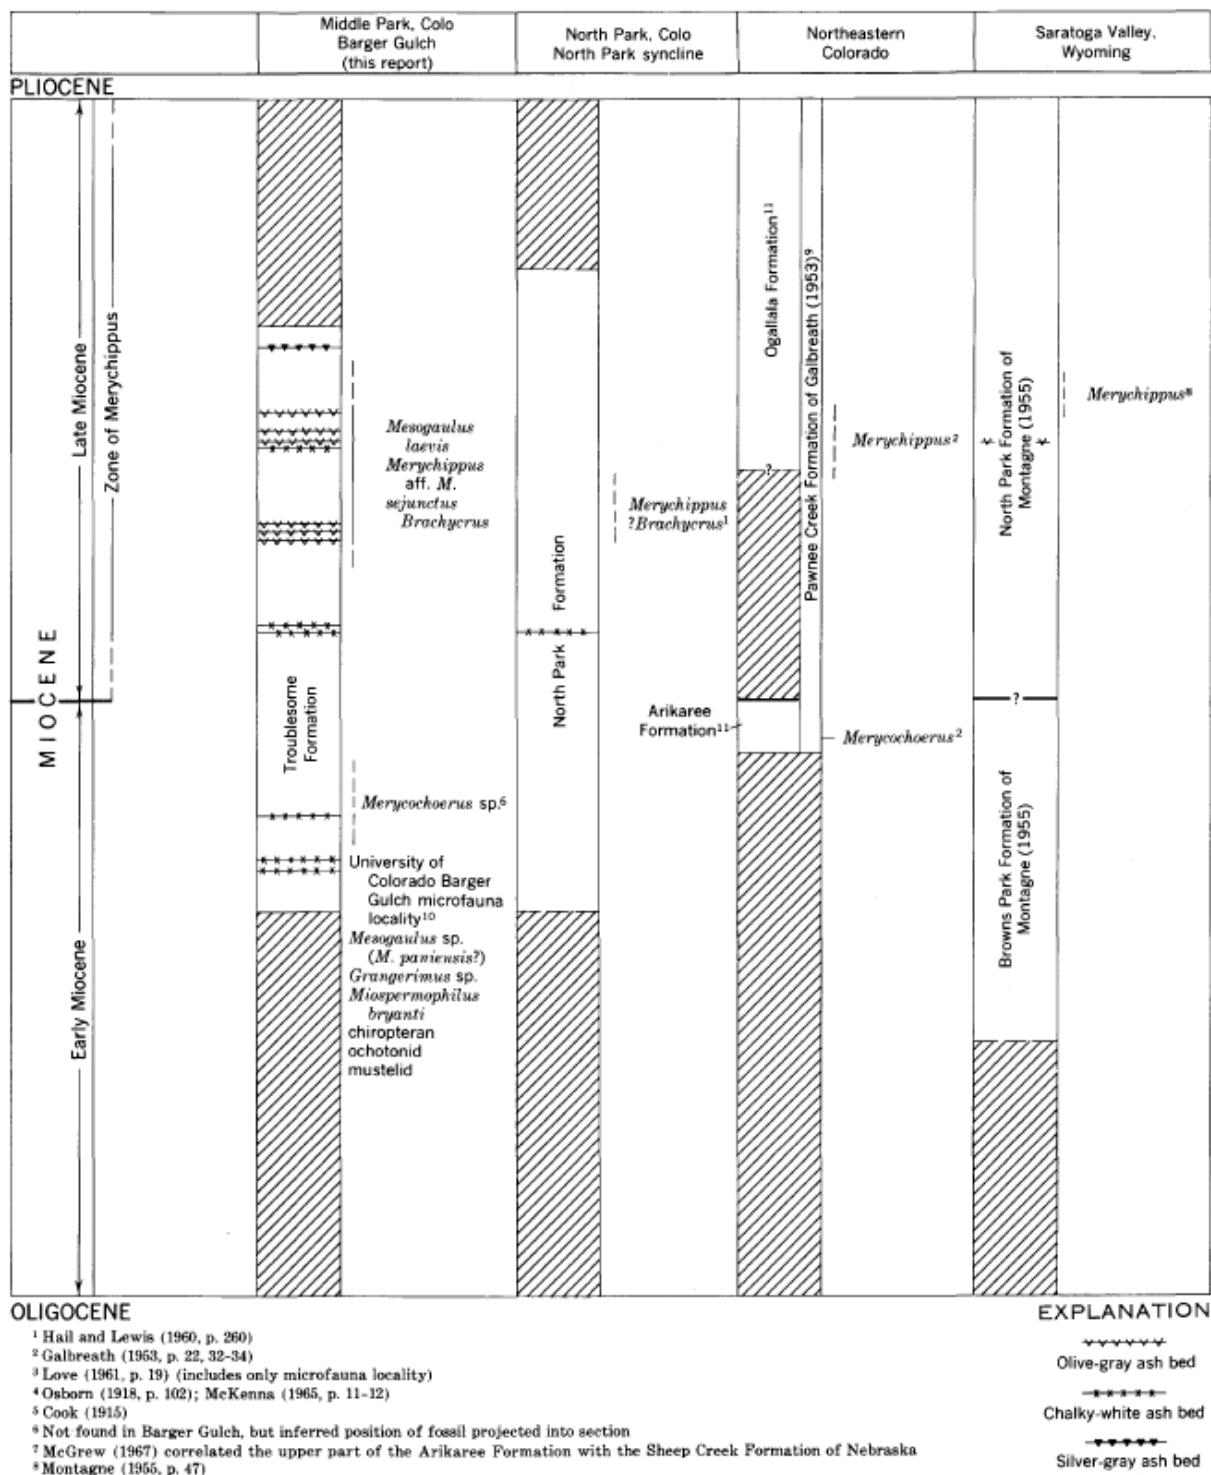 Middle Park, Colo
Barger Gulch
(this report)
North Park, Colo
North Park syncline
Northeastern
Colorado
Saratoga Valley,
Wyoming
PLIOCENE
MIOCENE
Late Miocene
Early Miocene
Zone of Merychippus
Troublesome
Formation
Mesogaulus
laevis
Merychippus
aff. M.
sejunctus
Brachycrus
Merycochoerus sp.⁶
University of
Colorado Barger
Gulch microfauna
locality¹⁰
Mesogaulus sp.
(M. paniensis?)
Grangerimus sp.
Miospermophilus
bryanti
chiropteran
ochotonid
mustelid
North Park Formation
Merychippus
?Brachycrus¹
Ogallala Formation¹¹
?
Pawnee Creek Formation of Galbreath (1953)⁹
Arikaree
Formation¹¹
Merychippus²
Merycochoerus²
North Park Formation of
Montagne (1955)
?
Browns Park Formation of
Montagne (1955)
Merychippus⁸
OLIGOCENE
¹ Hail and Lewis (1960, p. 260)
² Galbreath (1953, p. 22, 32–34)
³ Love (1961, p. 19) (includes only microfauna locality)
⁴ Osborn (1918, p. 102); McKenna (1965, p. 11–12)
⁵ Cook (1915)
⁶ Not found in Barger Gulch, but inferred position of fossil projected into section
⁷ McGrew (1967) correlated the upper part of the Arikaree Formation with the Sheep Creek Formation of Nebraska
⁸ Montagne (1955, p. 47)
EXPLANATION
Olive-gray ash bed
Chalky-white ash bed
Silver-gray ash bed